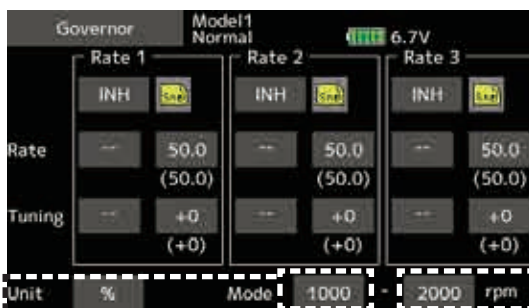 Governor Model1
Normal 6.7V
Rate 1 Rate 2 Rate 3
INH INH INH
Rate -- 50.0 -- 50.0 -- 50.0
(50.0) (50.0) (50.0)
Tuning -- +0 -- +0 -- +0
(+0) (+0) (+0)
Unit % Mode 1000 - 2000 rpm